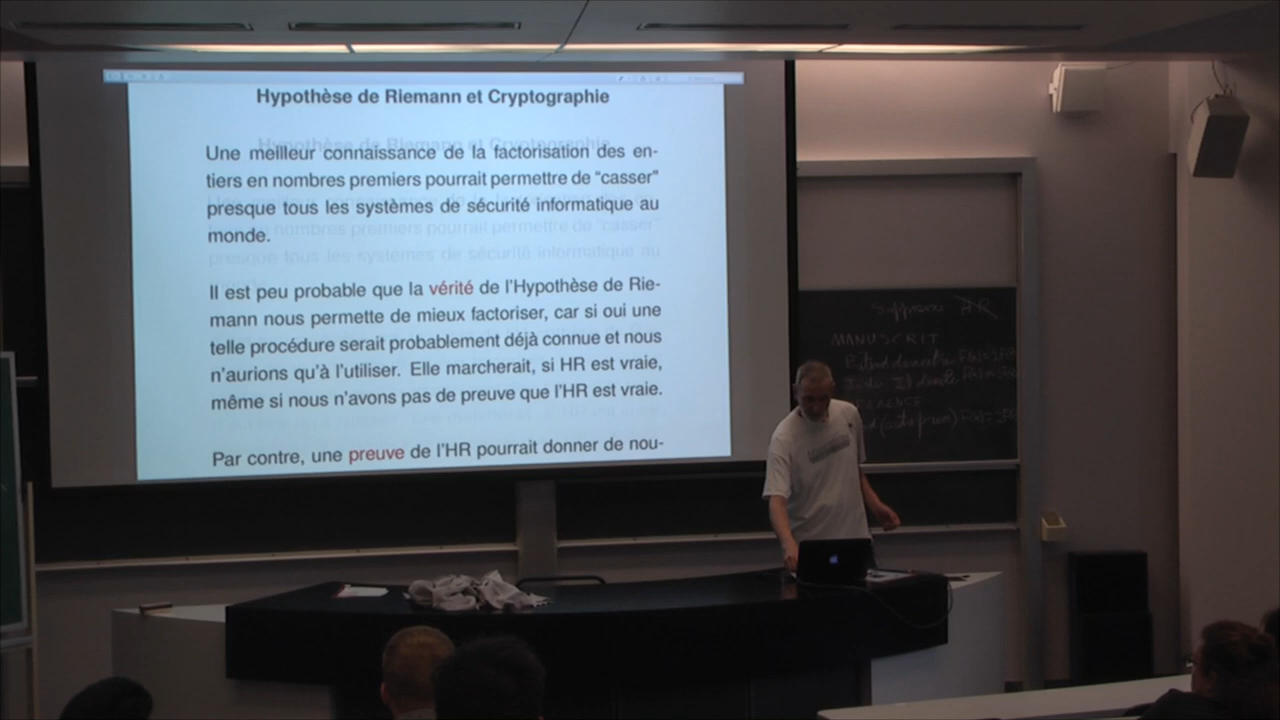 Hypothèse de Riemann et Cryptographie
Une meilleur connaissance de la factorisation des en-
tiers en nombres premiers pourrait permettre de “casser”
presque tous les systèmes de sécurité informatique au
monde.
Il est peu probable que la vérité de l’Hypothèse de Rie-
mann nous permette de mieux factoriser, car si oui une
telle procédure serait probablement déjà connue et nous
n’aurions qu’à l’utiliser. Elle marcherait, si HR est vraie,
même si nous n’avons pas de preuve que l’HR est vraie.
Par contre, une preuve de l’HR pourrait donner de nou-
MANUSCRIT